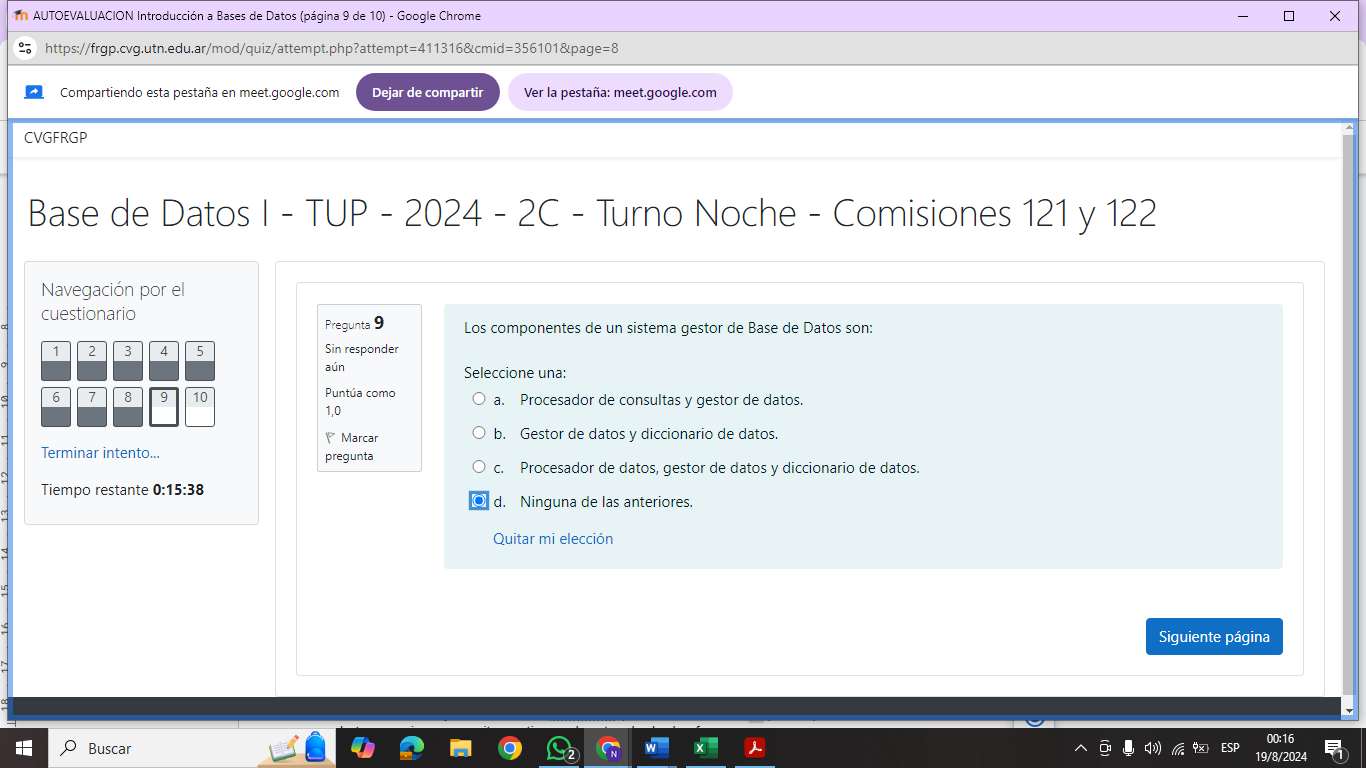 AUTOEVALUACION Introducción a Bases de Datos (página 9 de 10) - Google Chrome
https://frgp.cvg.utn.edu.ar/mod/quiz/attempt.php?attempt=411316&cmid=356101&page=8
Compartiendo esta pestaña en meet.google.com
Dejar de compartir
Ver la pestaña: meet.google.com
CVGFRGP
Base de Datos I - TUP - 2024 - 2C - Turno Noche - Comisiones 121 y 122
Navegación por el
cuestionario
1 2 3 4 5
6 7 8 9 10
Terminar intento...
Tiempo restante 0:15:38
Pregunta 9
Sin responder
aún
Puntúa como
1,0
Marcar
pregunta
Los componentes de un sistema gestor de Base de Datos son:
Seleccione una:
a. Procesador de consultas y gestor de datos.
b. Gestor de datos y diccionario de datos.
c. Procesador de datos, gestor de datos y diccionario de datos.
d. Ninguna de las anteriores.
Quitar mi elección
Siguiente página
Buscar
2
N
ESP
00:16
19/8/2024
1